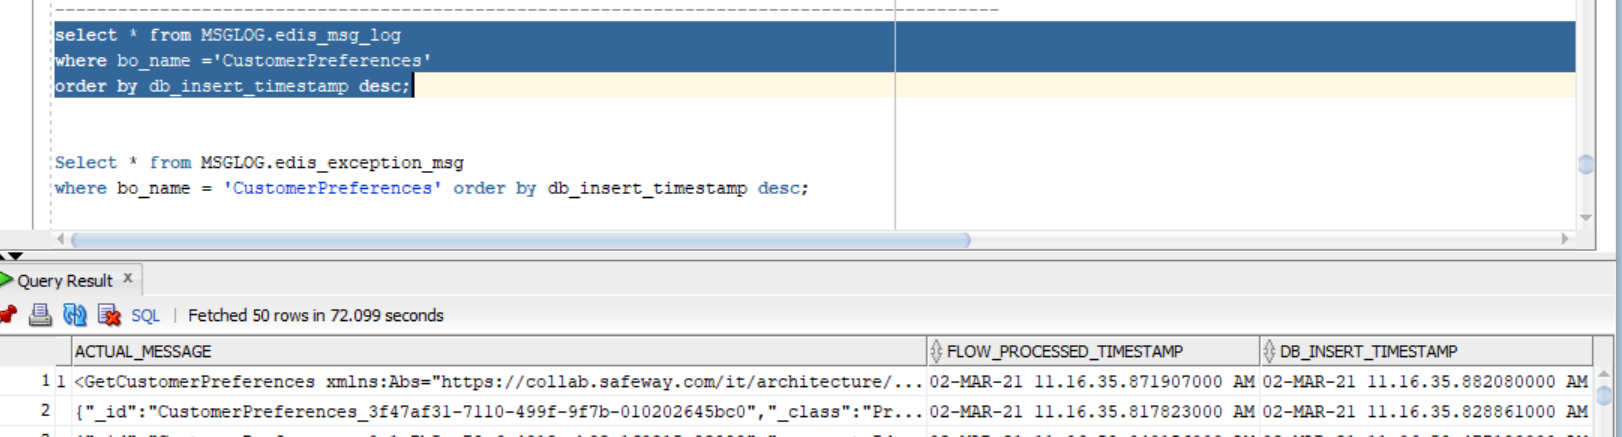 select * from MSGLOG.edis_msg_log
where bo_name ='CustomerPreferences'
order by db_insert_timestamp desc;
Select * from MSGLOG.edis_exception_msg
where bo_name = 'CustomerPreferences' order by db_insert_timestamp desc;
Query Result x
SQL | Fetched 50 rows in 72.099 seconds
ACTUAL_MESSAGE FLOW_PROCESSED_TIMESTAMP DB_INSERT_TIMESTAMP
1 l <GetCustomerPreferences xmlns:Abs="https://collab.safeway.com/it/architecture/... 02-MAR-21 11.16.35.871907000 AM 02-MAR-21 11.16.35.882080000 AM
2 {"_id":"CustomerPreferences_3f47af31-7110-499f-9f7b-010202645bc0","_class":"Pr... 02-MAR-21 11.16.35.817823000 AM 02-MAR-21 11.16.35.828861000 AM